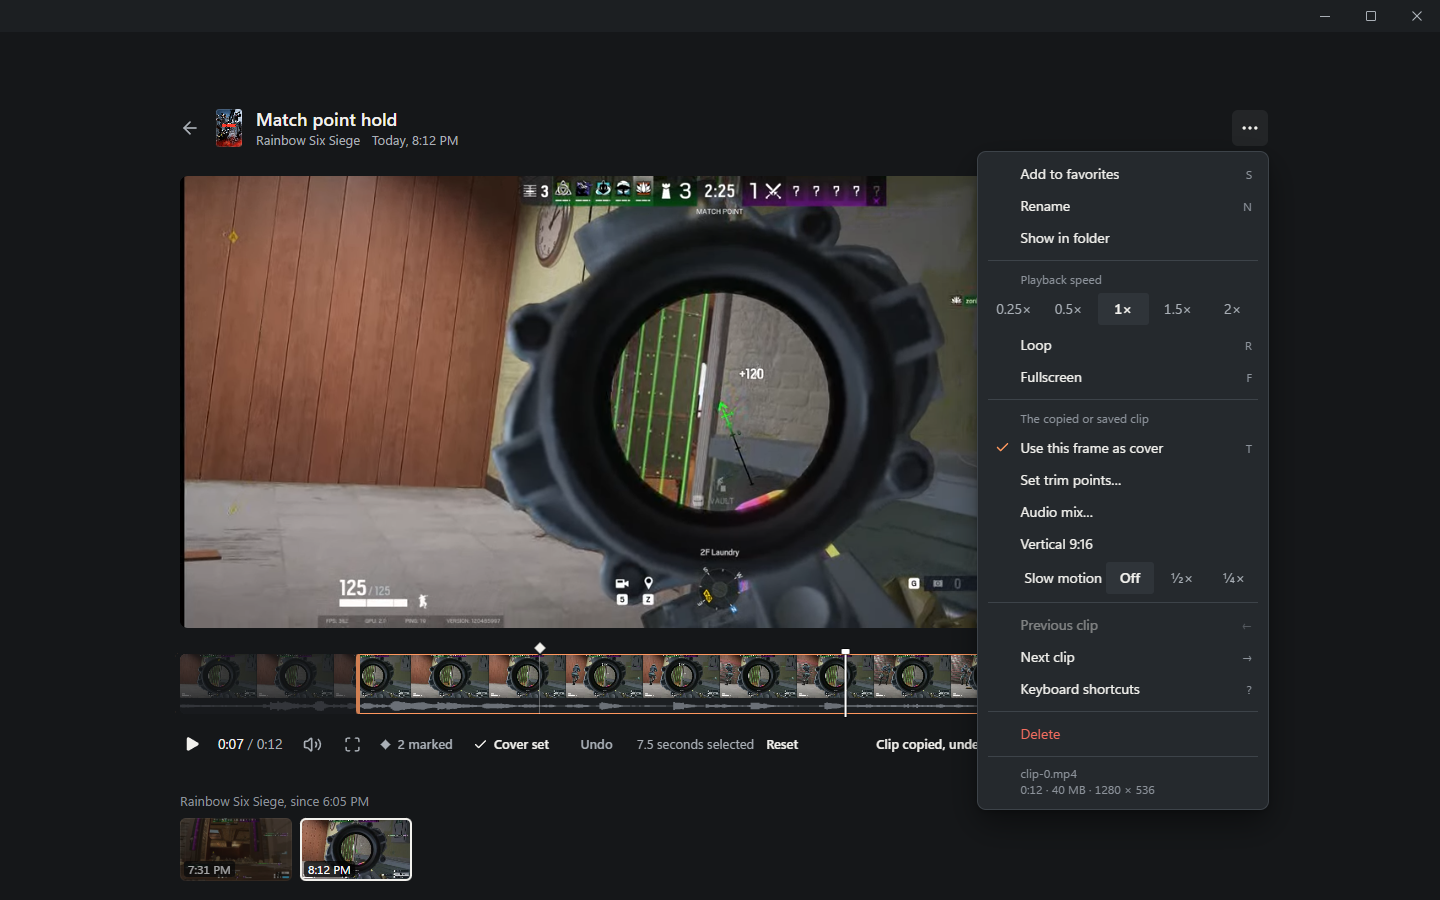 Match point hold
Rainbow Six Siege Today, 8:12 PM
3 3 2:25 1 ? ? ? ? ?
MATCH POINT
+120
VAULT
2F Laundry
125 / 125
5 Z G
Add to favorites S
Rename N
Show in folder
Playback speed
0.25× 0.5× 1× 1.5× 2×
Loop R
Fullscreen F
The copied or saved clip
Use this frame as cover T
Set trim points...
Audio mix...
Vertical 9:16
Slow motion Off ½× ¼×
Previous clip ←
Next clip →
Keyboard shortcuts ?
Delete
clip-0.mp4
0:12 · 40 MB · 1280 × 536
0:07 / 0:12 2 marked Cover set Undo 7.5 seconds selected Reset Clip copied, unde
Rainbow Six Siege, since 6:05 PM
7:31 PM 8:12 PM